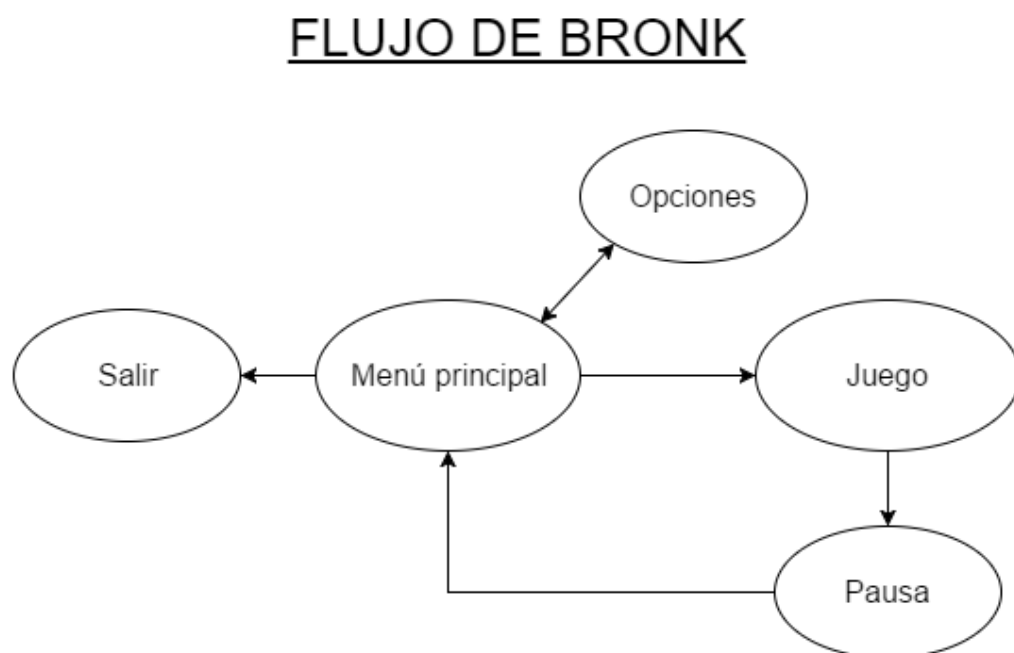 FLUJO DE BRONK
Opciones
Salir
Menú principal
Juego
Pausa